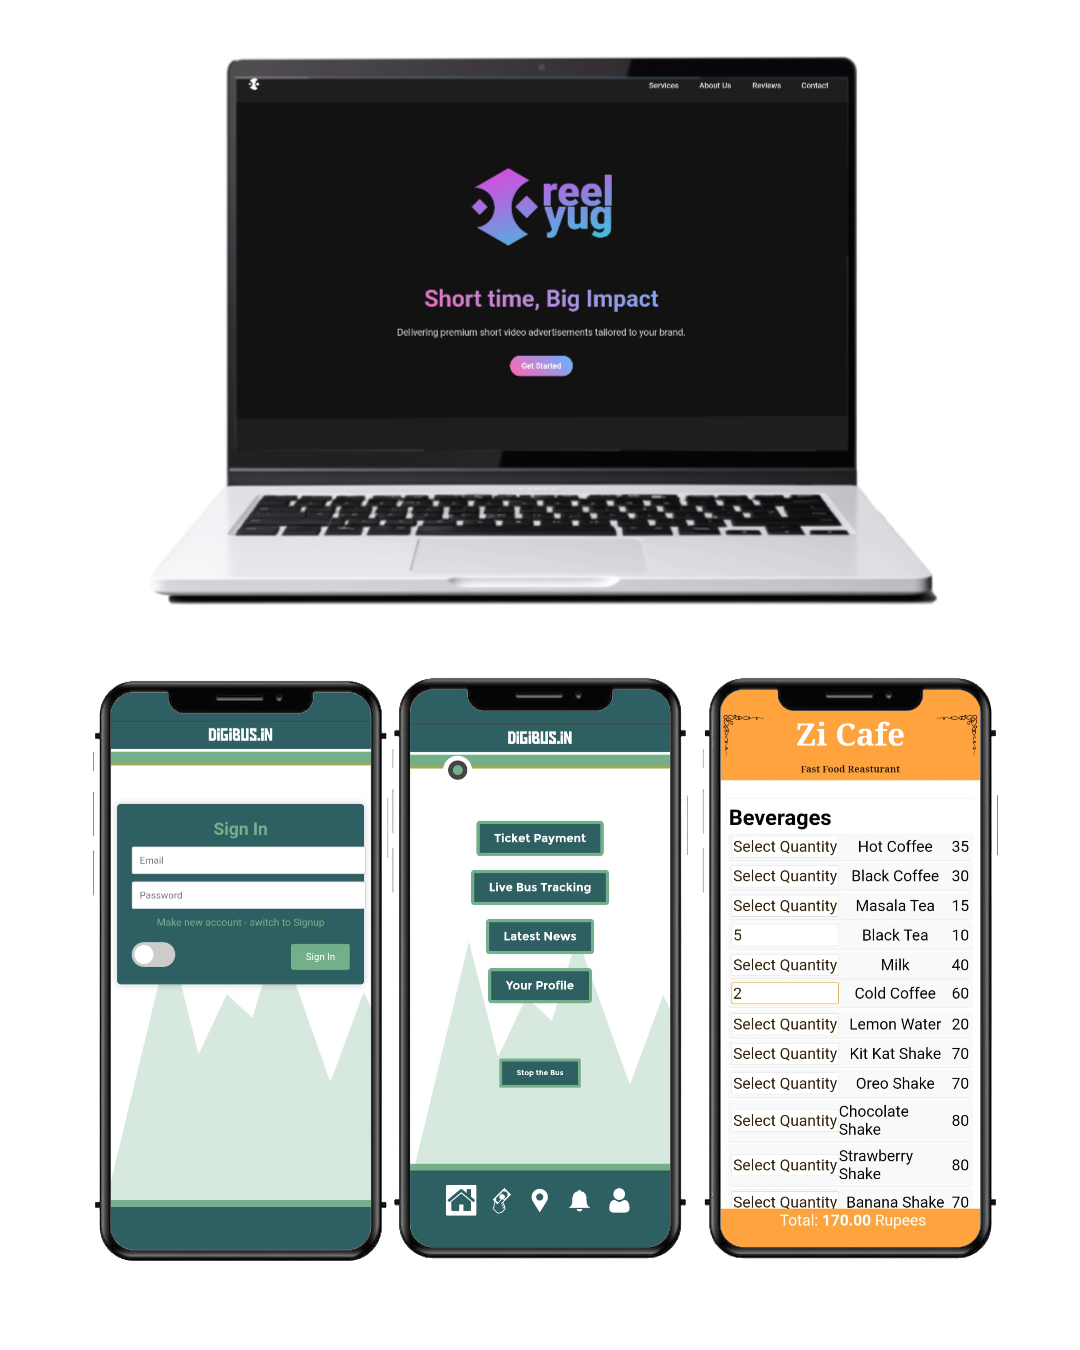 Services About Us Reviews Contact
reel
yug
Short time, Big Impact
Delivering premium short video advertisements tailored to your brand.
Get Started
DiGiBUS.iN
Sign In
Email
Password
Make new account - switch to Signup
Sign In
DiGiBUS.iN
Ticket Payment
Live Bus Tracking
Latest News
Your Profile
Stop the Bus
Zi Cafe
Fast Food Reasturant
Beverages
Select Quantity Hot Coffee 35
Select Quantity Black Coffee 30
Select Quantity Masala Tea 15
5 Black Tea 10
Select Quantity Milk 40
2 Cold Coffee 60
Select Quantity Lemon Water 20
Select Quantity Kit Kat Shake 70
Select Quantity Oreo Shake 70
Select Quantity Chocolate Shake 80
Select Quantity Strawberry Shake 80
Select Quantity Banana Shake 70
Total: 170.00 Rupees